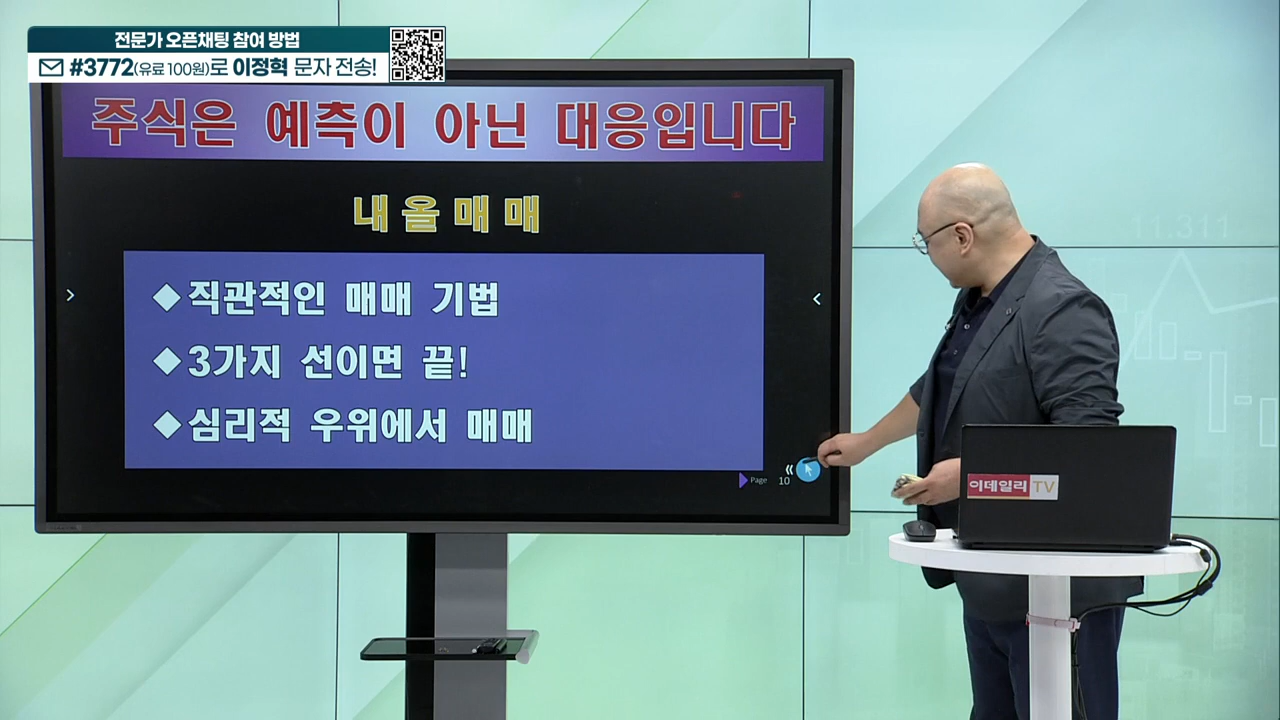 전문가 오픈채팅 참여 방법
#3772(유료 100원)로 이정혁 문자 전송!
주식은 예측이 아닌 대응입니다
내올매매
◆직관적인 매매 기법
◆3가지 선이면 끝!
◆심리적 우위에서 매매
Page 10
이데일리 TV
11.311